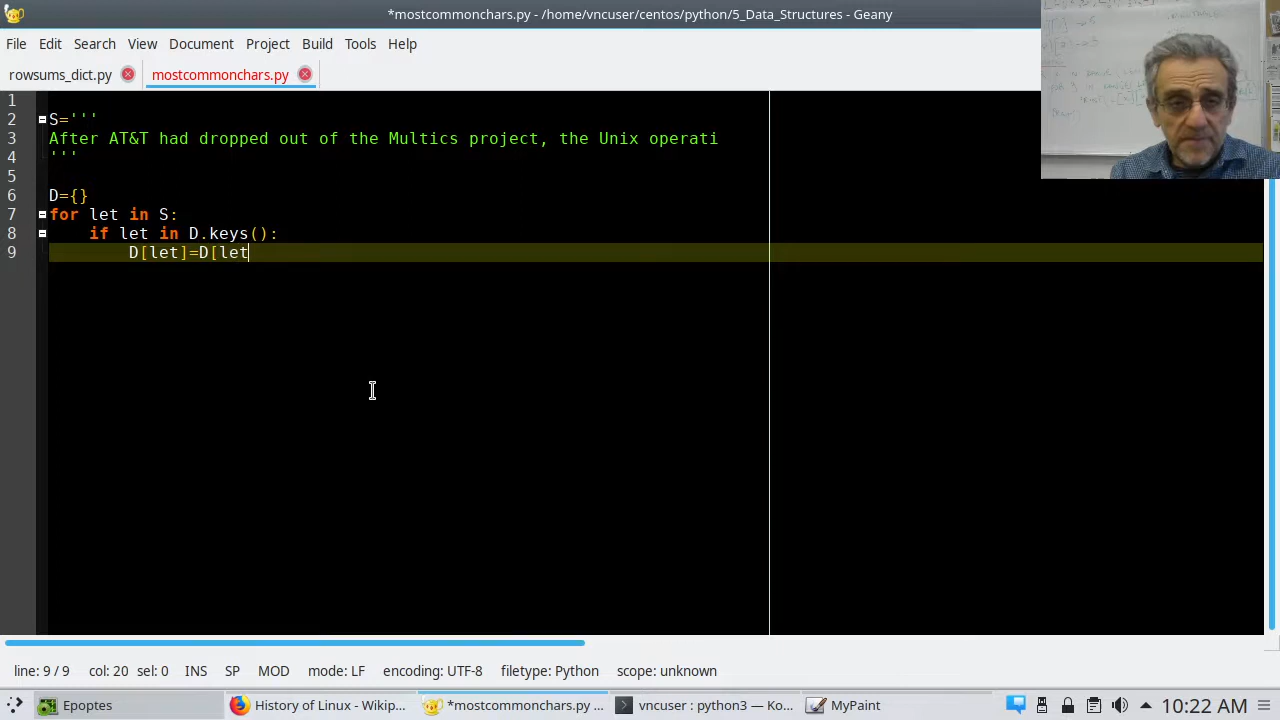 *mostcommonchars.py - /home/vncuser/centos/python/5_Data_Structures - Geany
File Edit Search View Document Project Build Tools Help
rowsums_dict.py mostcommonchars.py
1
2 S='''
3 After AT&T had dropped out of the Multics project, the Unix operati
4 '''
5
6 D={}
7 for let in S:
8 if let in D.keys():
9 D[let]=D[let
line: 9 / 9 col: 20 sel: 0 INS SP MOD mode: LF encoding: UTF-8 filetype: Python scope: unknown
Epoptes History of Linux - Wikip... *mostcommonchars.py ... vncuser : python3 — Ko... MyPaint 10:22 AM